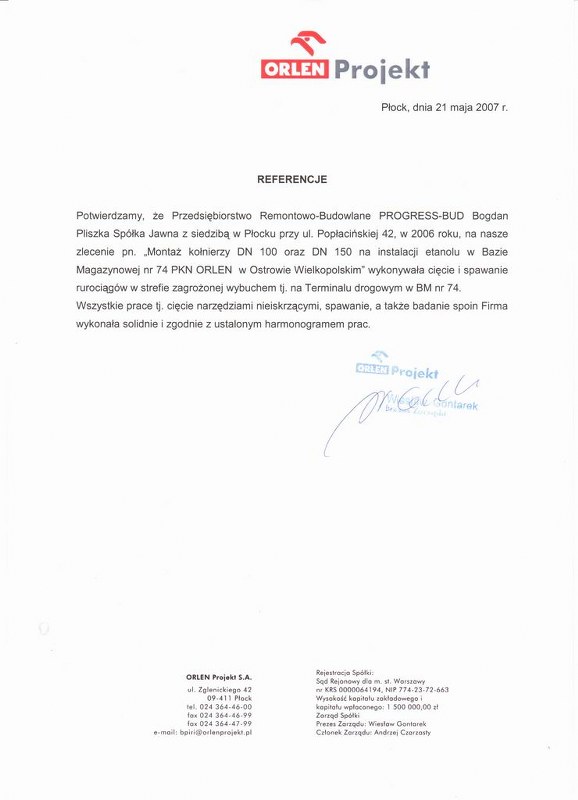 ORLEN Projekt
Płock, dnia 21 maja 2007 r.
REFERENCJE
Potwierdzamy, że Przedsiębiorstwo Remontowo-Budowlane PROGRESS-BUD Bogdan
Pliszka Spółka Jawna z siedzibą w Płocku przy ul. Popłacińskiej 42, w 2006 roku, na nasze
zlecenie pn. „Montaż kołnierzy DN 100 oraz DN 150 na instalacji etanolu w Bazie
Magazynowej nr 74 PKN ORLEN w Ostrowie Wielkopolskim” wykonywała cięcie i spawanie
rurociągów w strefie zagrożonej wybuchem tj. na Terminalu drogowym w BM nr 74.
Wszystkie prace tj. cięcie narzędziami nieiskrzącymi, spawanie, a także badanie spoin Firma
wykonała solidnie i zgodnie z ustalonym harmonogramem prac.
ORLEN Projekt
Wiesław Gontarek
Prezes Zarządu
ORLEN Projekt S.A.
ul. Zglenickiego 42
09-411 Płock
tel. 024 364-46-00
fax 024 364-46-99
fax 024 364-47-99
e-mail: bpiri@orlenprojekt.pl
Rejestracja Spółki:
Sąd Rejonowy dla m. st. Warszawy
nr KRS 0000064194, NIP 774-23-72-663
Wysokość kapitału zakładowego i
kapitału wpłaconego: 1 500 000,00 zł
Zarząd Spółki
Prezes Zarządu: Wiesław Gontarek
Członek Zarządu: Andrzej Czarzasty